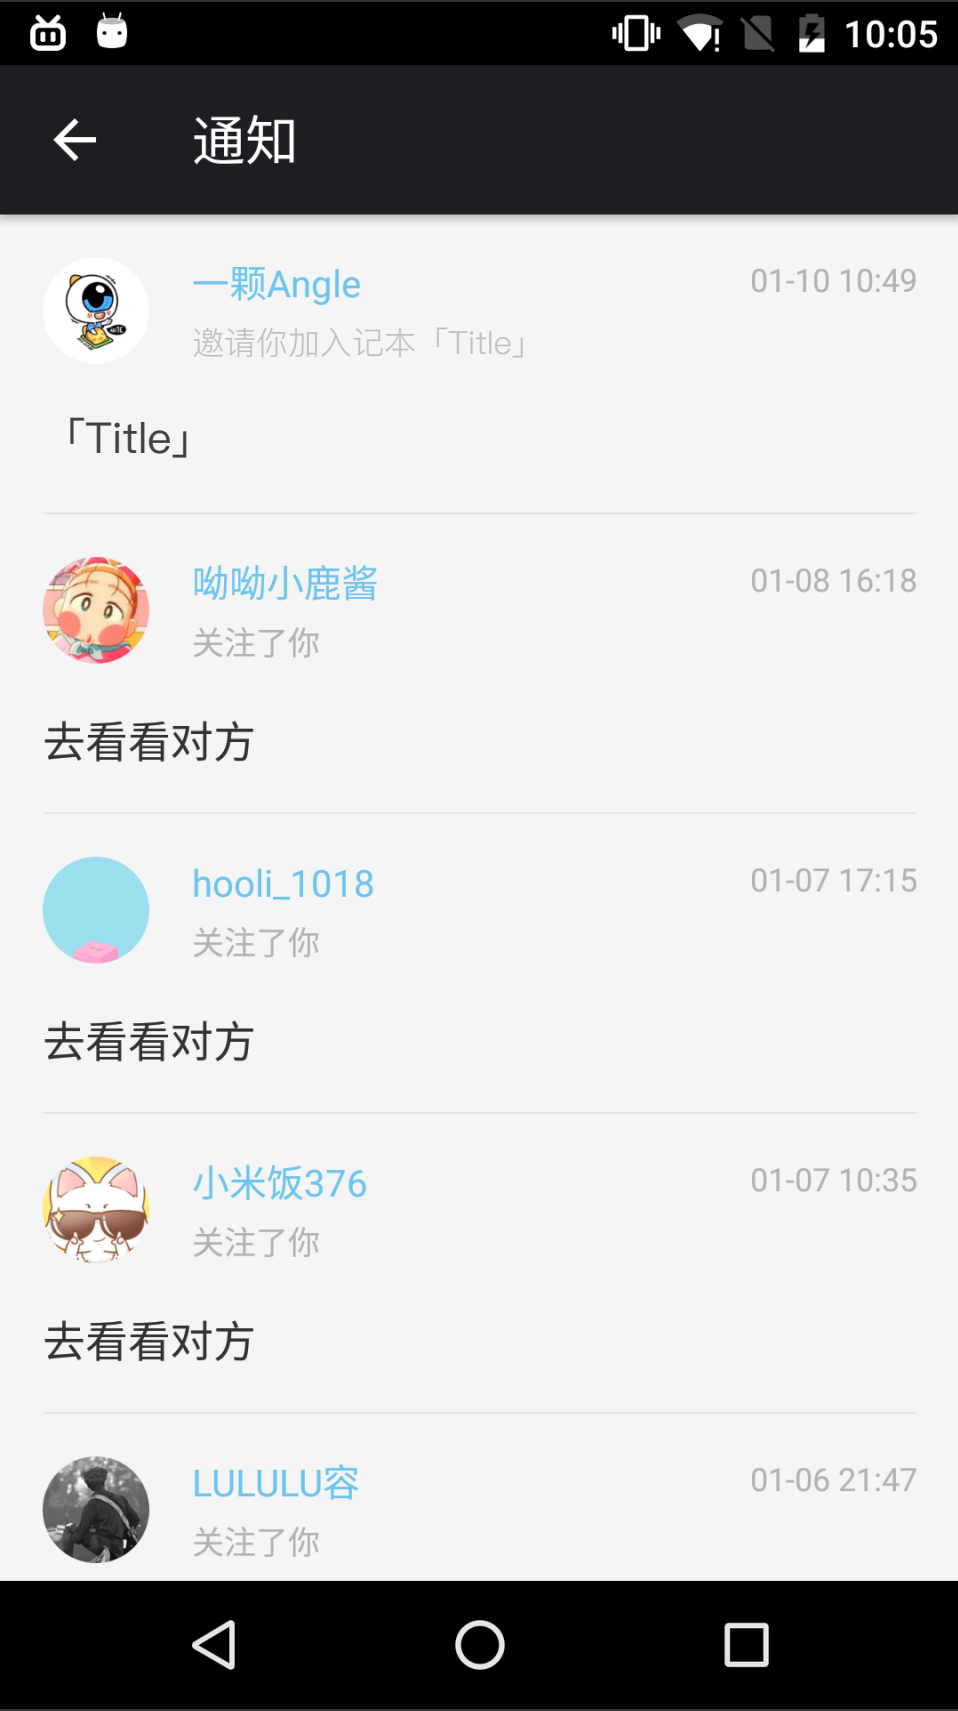 10:05
通知
一颗Angle
01-10 10:49
邀请你加入记本「Title」
「Title」
呦呦小鹿酱
01-08 16:18
关注了你
去看看对方
hooli_1018
01-07 17:15
关注了你
去看看对方
小米饭376
01-07 10:35
关注了你
去看看对方
LULULU容
01-06 21:47
关注了你